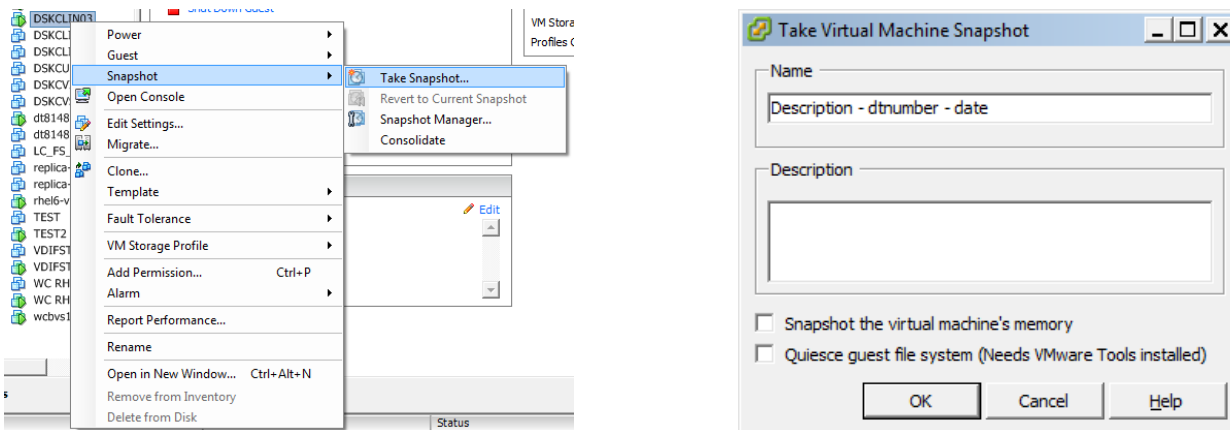 DSKCLIN03
DSKCL
DSKCL
DSKCU
DSKCV
DSKCV
dt8148
dt8148
LC_FS_
replica-
replica-
rhel6-v
TEST
TEST2
VDIFST
VDIFST
WC RH
WC RH
wcbvs1
s
Shut Down Guest
VM Stora
Profiles C
Power
Guest
Snapshot
Open Console
Edit Settings...
Migrate...
Clone...
Template
Fault Tolerance
VM Storage Profile
Add Permission... Ctrl+P
Alarm
Report Performance...
Rename
Open in New Window... Ctrl+Alt+N
Remove from Inventory
Delete from Disk
Take Snapshot...
Revert to Current Snapshot
Snapshot Manager...
Consolidate
Edit
Status
Take Virtual Machine Snapshot
Name
Description - dtnumber - date
Description
Snapshot the virtual machine's memory
Quiesce guest file system (Needs VMware Tools installed)
OK Cancel Help